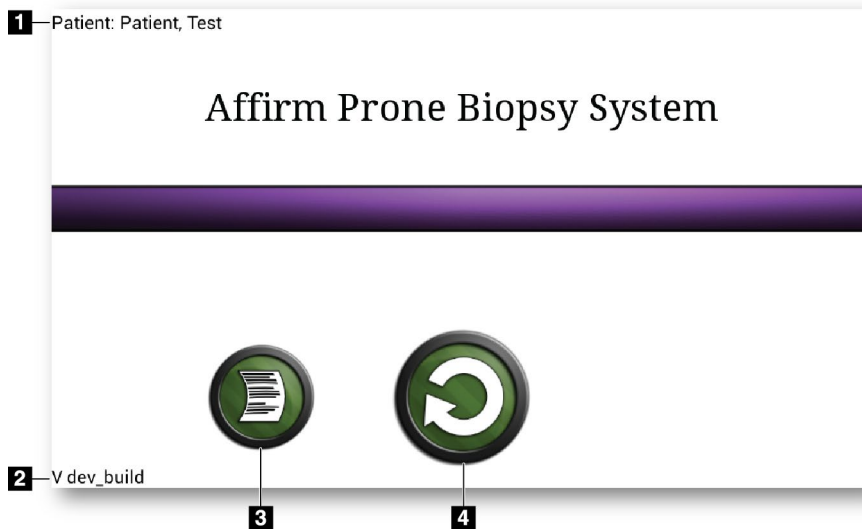 1 Patient: Patient, Test
Affirm Prone Biopsy System
2 V dev_build
3 4